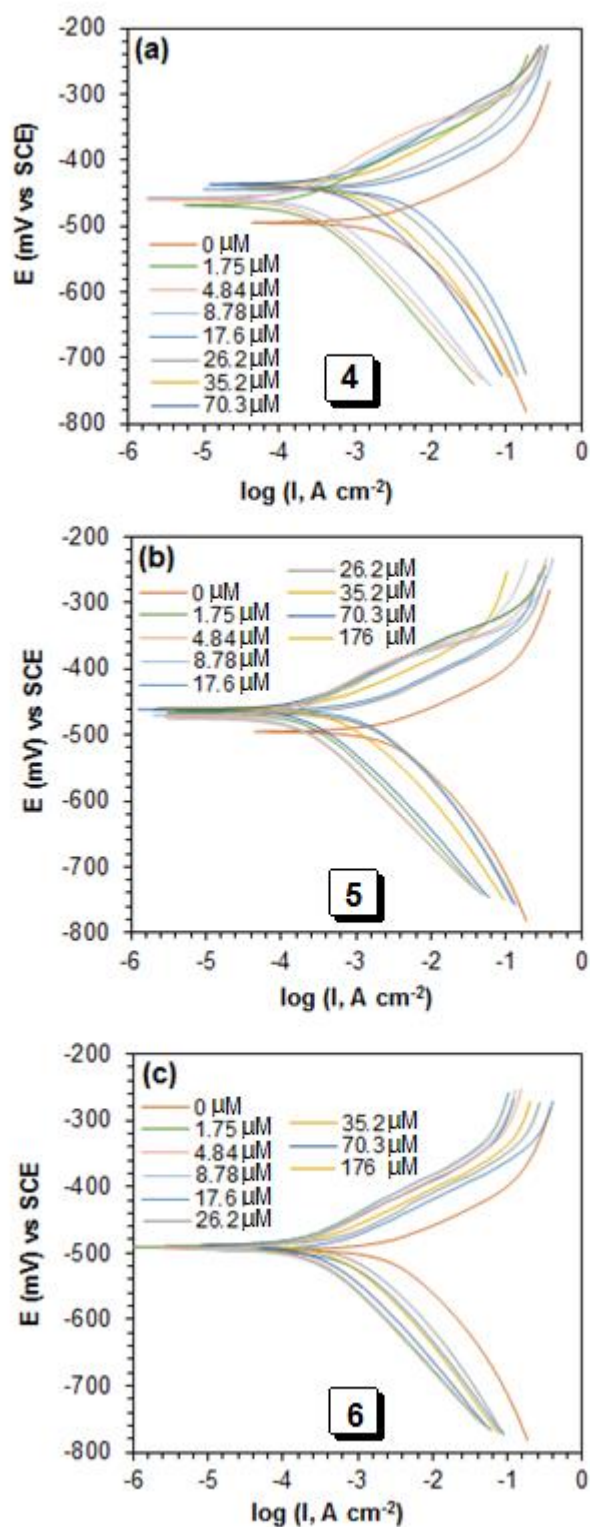 (a)
-200
-300
-400
-500
-600
-700
-800
E (mV vs SCE)
0 µM
1.75 µM
4.84 µM
8.78 µM
17.6 µM
26.2 µM
35.2 µM
70.3 µM
4
-6 -5 -4 -3 -2 -1 0
log (I, A cm-2)
(b)
-200
-300
-400
-500
-600
-700
-800
E (mV) vs SCE
0 µM
1.75 µM
4.84 µM
8.78 µM
17.6 µM
26.2 µM
35.2 µM
70.3 µM
176 µM
5
-6 -5 -4 -3 -2 -1 0
log (I, A cm-2)
(c)
-200
-300
-400
-500
-600
-700
-800
E (mV) vs SCE
0 µM
1.75 µM
4.84 µM
8.78 µM
17.6 µM
26.2 µM
35.2 µM
70.3 µM
176 µM
6
-6 -5 -4 -3 -2 -1 0
log (I, A cm-2)